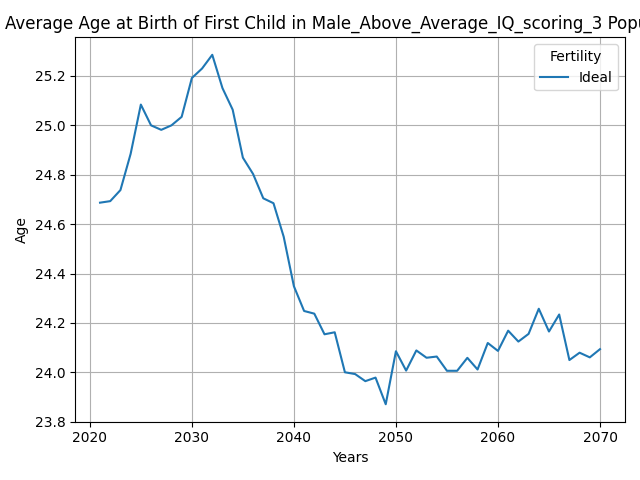 Average Age at Birth of First Child in Male_Above_Average_IQ_scoring_3 Popu
Fertility
Ideal
25.2
25.0
24.8
24.6
24.4
24.2
24.0
23.8
Age
2020 2030 2040 2050 2060 2070
Years